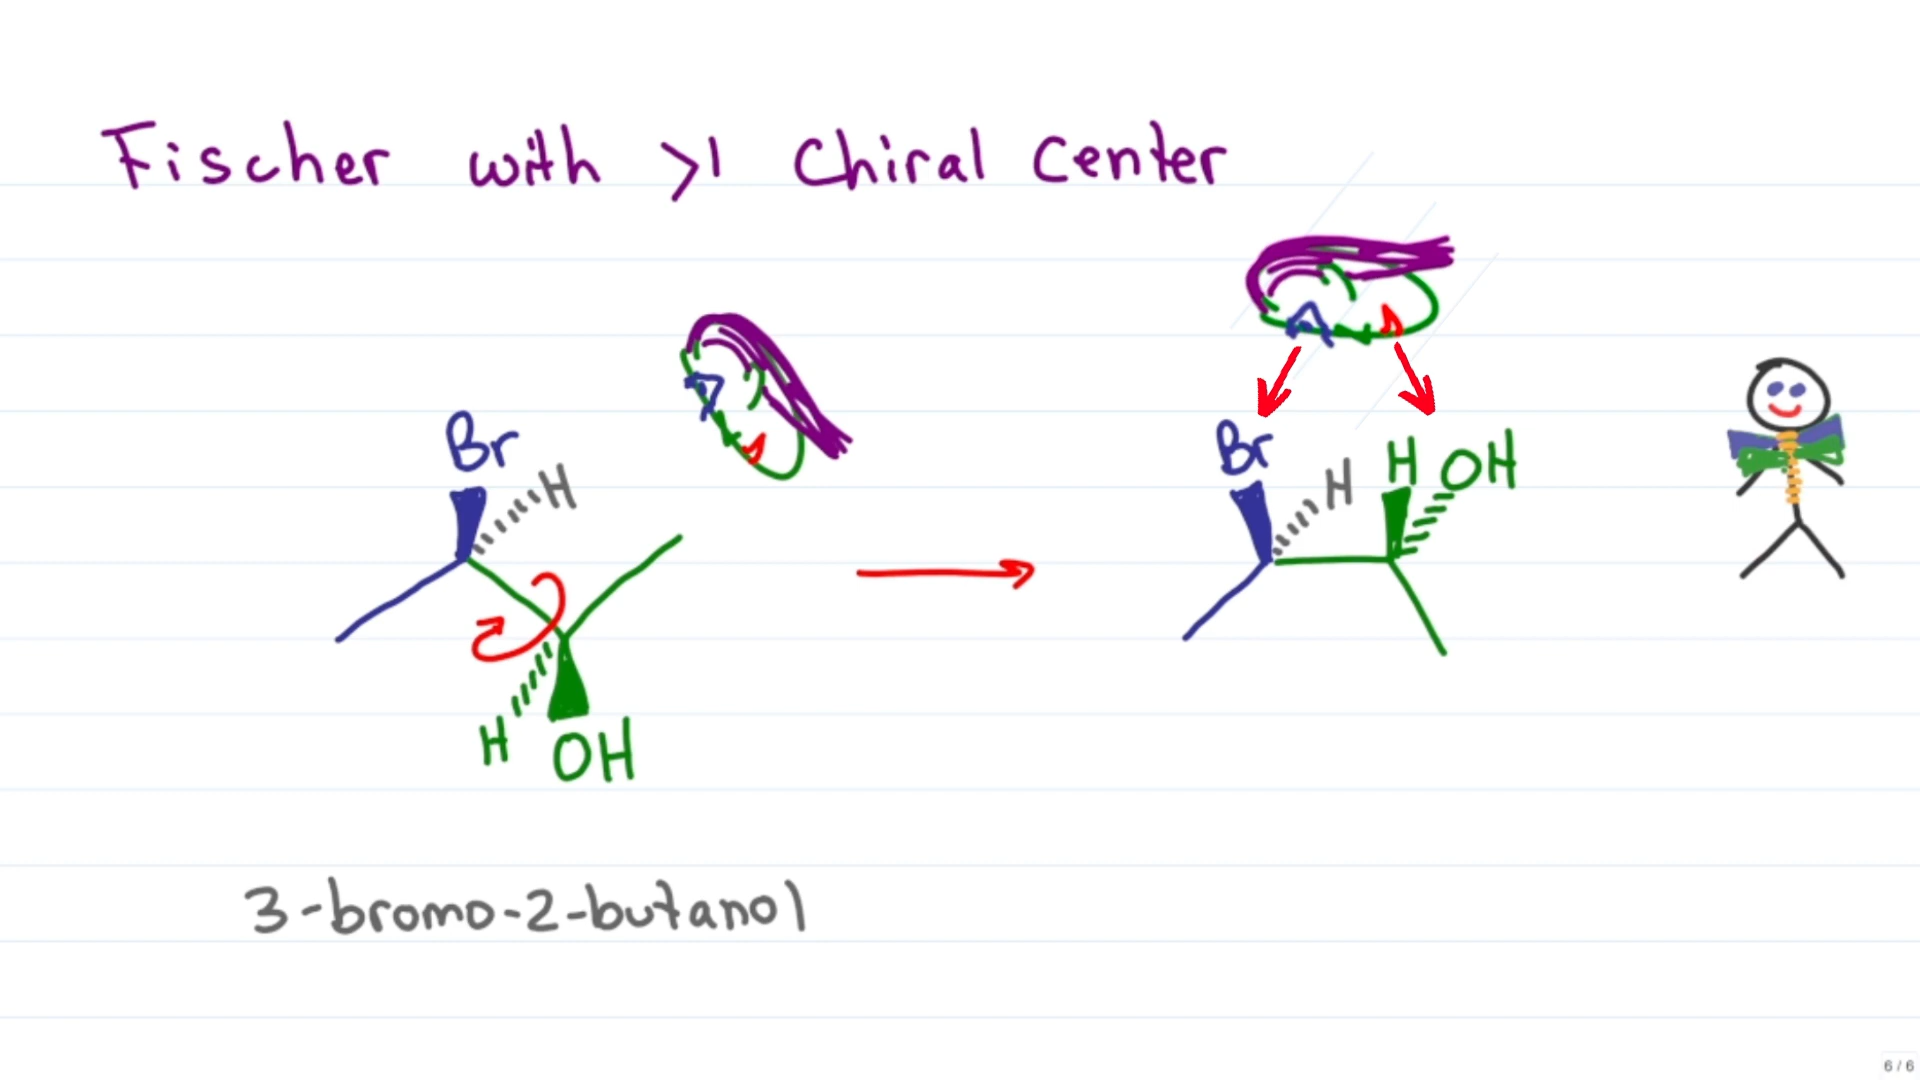 Fischer with >1 Chiral Center
Br
H
H OH
Br H H OH
3-bromo-2-butanol
6 / 6